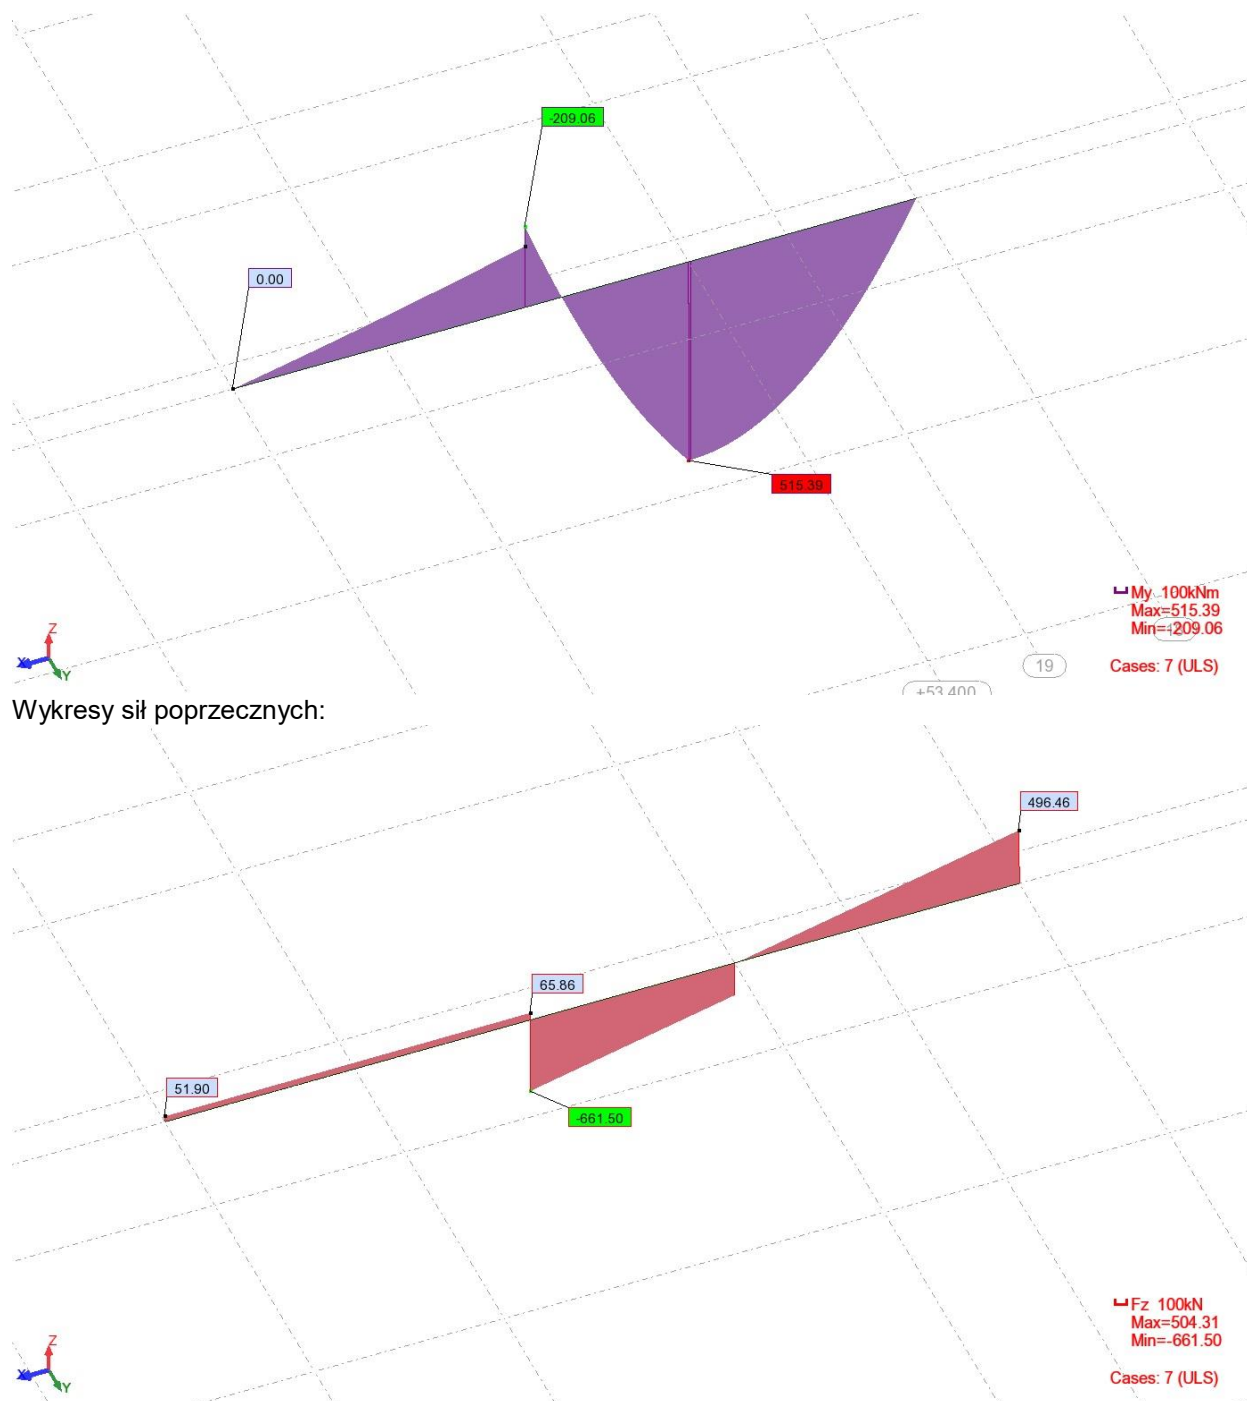 -209.06
0.00
515.39
My 100kNm
Max=515.39
Min=-209.06
19
Cases: 7 (ULS)
+53,400
Z
X
Y
Wykresy sił poprzecznych:
496.46
65.86
51.90
-661.50
Fz 100kN
Max=504.31
Min=-661.50
Cases: 7 (ULS)
Z
X
Y